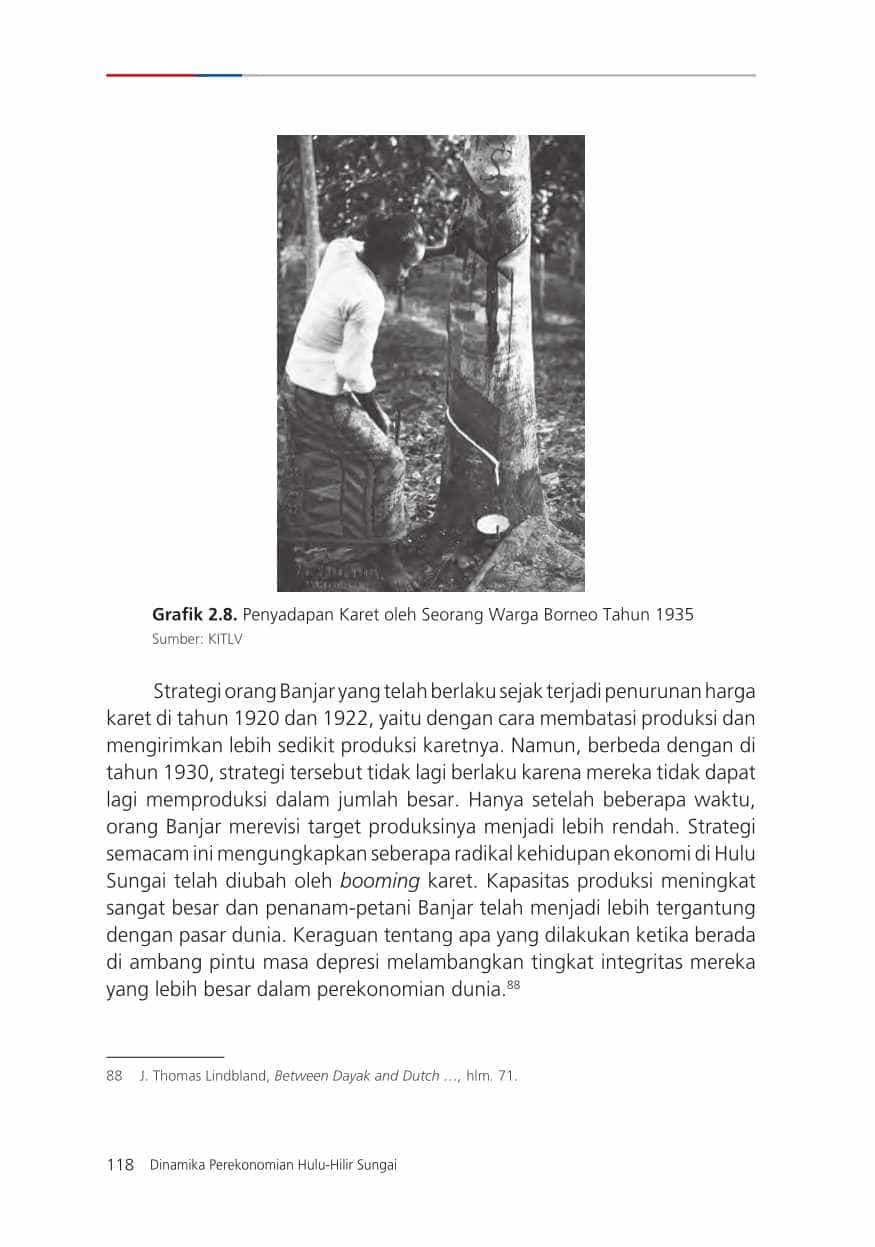 Grafik 2.8. Penyadapan Karet oleh Seorang Warga Borneo Tahun 1935
Sumber: KITLV
Strategi orang Banjar yang telah berlaku sejak terjadi penurunan harga
karet di tahun 1920 dan 1922, yaitu dengan cara membatasi produksi dan
mengirimkan lebih sedikit produksi karetnya. Namun, berbeda dengan di
tahun 1930, strategi tersebut tidak lagi berlaku karena mereka tidak dapat
lagi memproduksi dalam jumlah besar. Hanya setelah beberapa waktu,
orang Banjar merevisi target produksinya menjadi lebih rendah. Strategi
semacam ini mengungkapkan seberapa radikal kehidupan ekonomi di Hulu
Sungai telah diubah oleh booming karet. Kapasitas produksi meningkat
sangat besar dan penanam-petani Banjar telah menjadi lebih tergantung
dengan pasar dunia. Keraguan tentang apa yang dilakukan ketika berada
di ambang pintu masa depresi melambangkan tingkat integritas mereka
yang lebih besar dalam perekonomian dunia.88
88 J. Thomas Lindbland, Between Dayak and Dutch …, hlm. 71.
118 Dinamika Perekonomian Hulu-Hilir Sungai